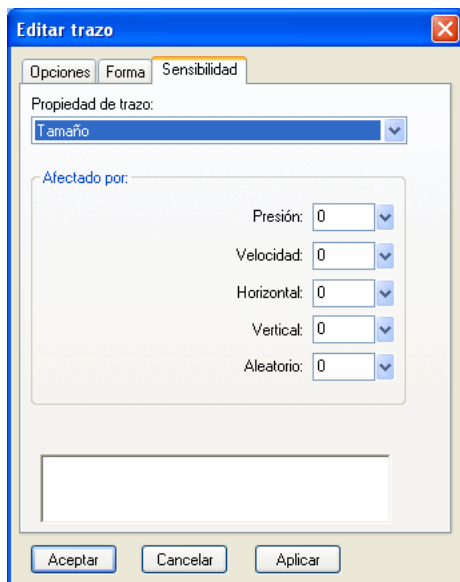 Editar trazo
Opciones Forma Sensibilidad
Propiedad de trazo:
Tamaño
Afectado por:
Presión: 0
Velocidad: 0
Horizontal: 0
Vertical: 0
Aleatorio: 0
Aceptar Cancelar Aplicar